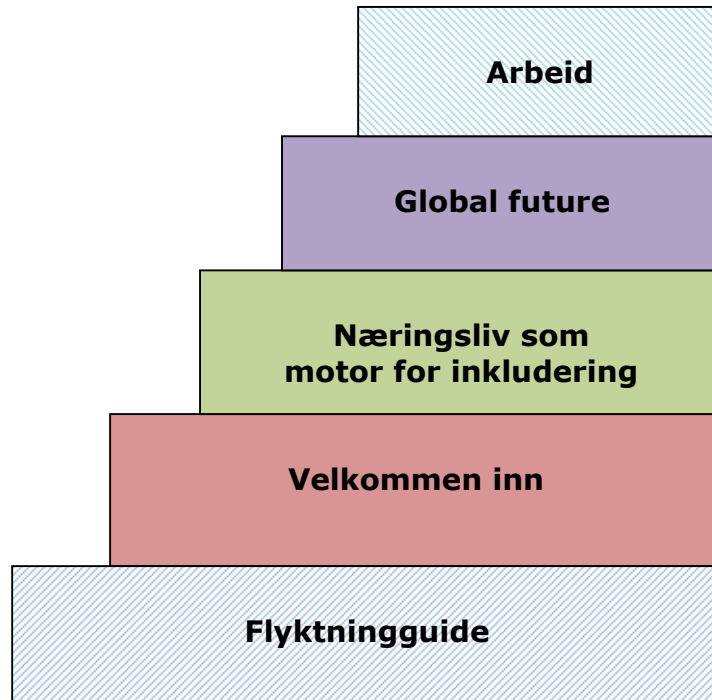 Arbeid
Global future
Næringsliv som
motor for inkludering
Velkommen inn
Flyktningguide